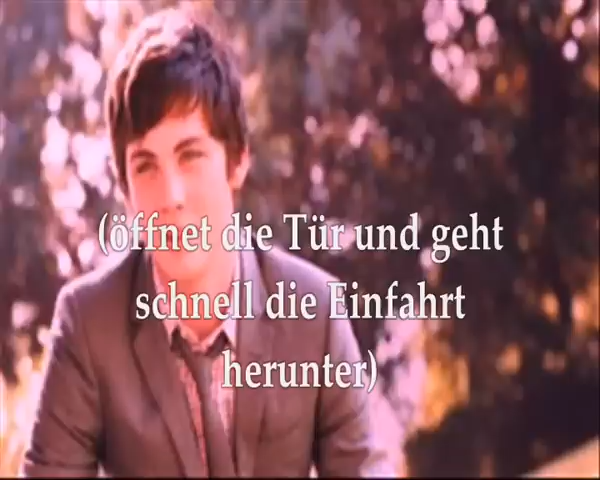 (öffnet die Tür und geht
schnell die Einfahrt
herunter)